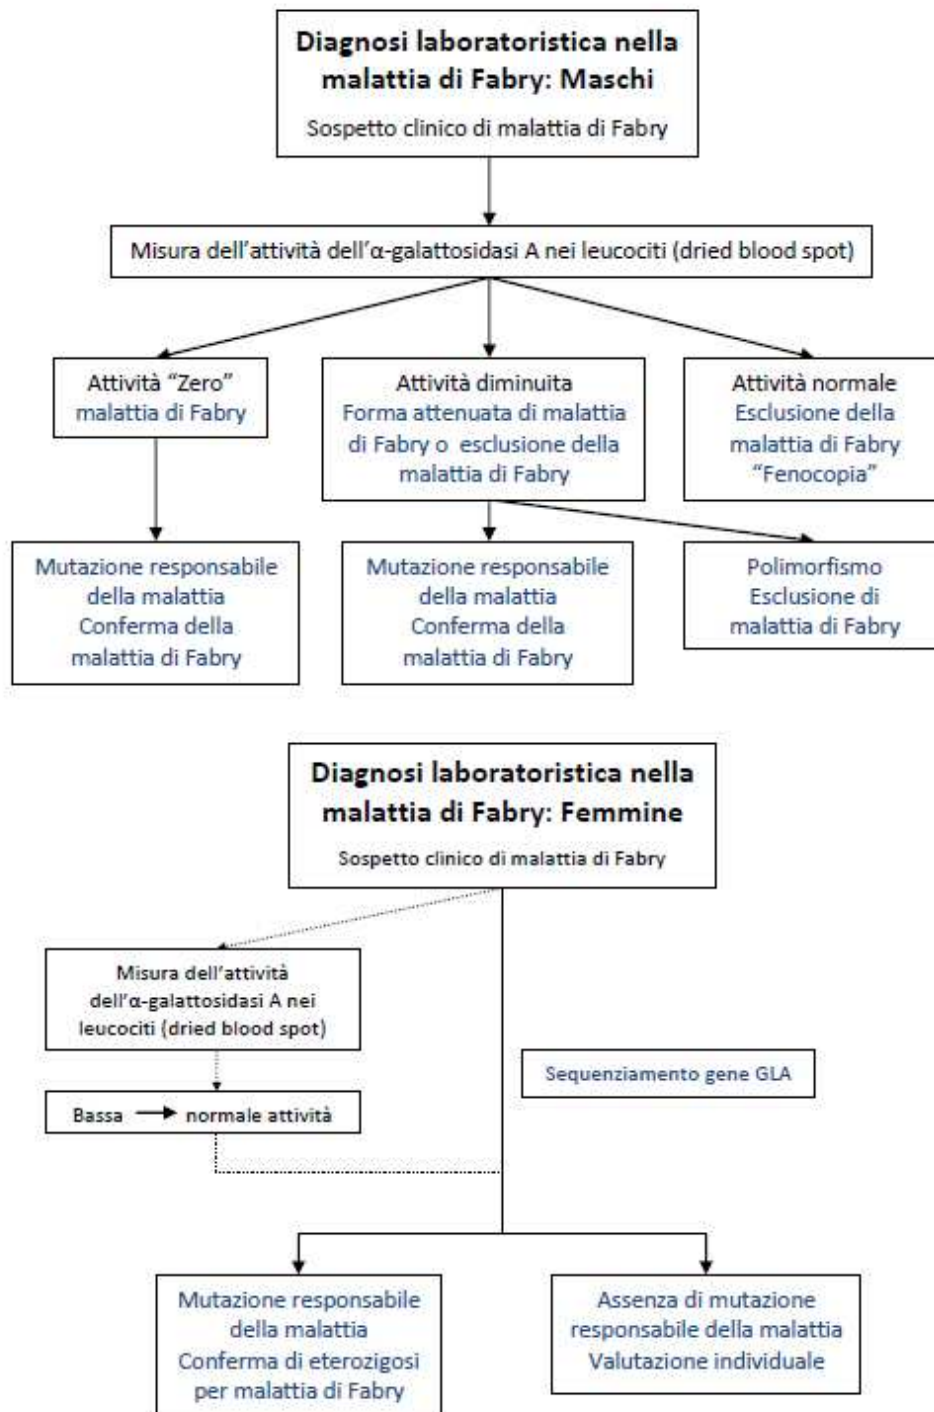 Diagnosi laboratoristica nella
malattia di Fabry: Maschi
Sospetto clinico di malattia di Fabry
Misura dell'attività dell'α-galattosidasi A nei leucociti (dried blood spot)
Attività "Zero"
malattia di Fabry
Attività diminuita
Forma attenuata di malattia
di Fabry o esclusione della
malattia di Fabry
Attività normale
Esclusione della
malattia di Fabry
"Fenocopia"
Mutazione responsabile
della malattia
Conferma della
malattia di Fabry
Mutazione responsabile
della malattia
Conferma della
malattia di Fabry
Polimorfismo
Esclusione di
malattia di Fabry
Diagnosi laboratoristica nella
malattia di Fabry: Femmine
Sospetto clinico di malattia di Fabry
Misura dell'attività
dell'α-galattosidasi A nei
leucociti (dried blood spot)
Sequenziamento gene GLA
Bassa → normale attività
Mutazione responsabile
della malattia
Conferma di eterozigosi
per malattia di Fabry
Assenza di mutazione
responsabile della malattia
Valutazione individuale